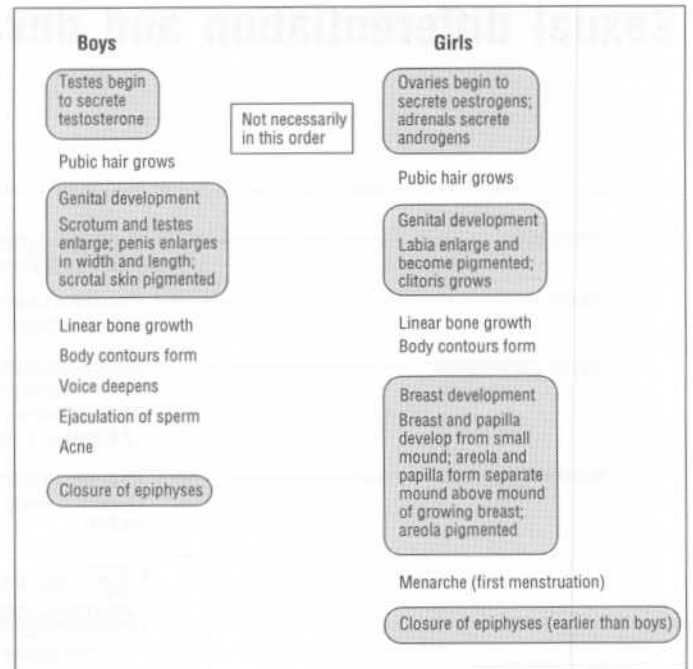 Boys
Testes begin
to secrete
testosterone
Pubic hair grows
Genital development
Scrotum and testes
enlarge; penis enlarges
in width and length;
scrotal skin pigmented
Linear bone growth
Body contours form
Voice deepens
Ejaculation of sperm
Acne
Closure of epiphyses
Not necessarily
in this order
Girls
Ovaries begin to
secrete oestrogens;
adrenals secrete
androgens
Pubic hair grows
Genital development
Labia enlarge and
become pigmented;
clitoris grows
Linear bone growth
Body contours form
Breast development
Breast and papilla
develop from small
mound; areola and
papilla form separate
mound above mound
of growing breast;
areola pigmented
Menarche (first menstruation)
Closure of epiphyses (earlier than boys)